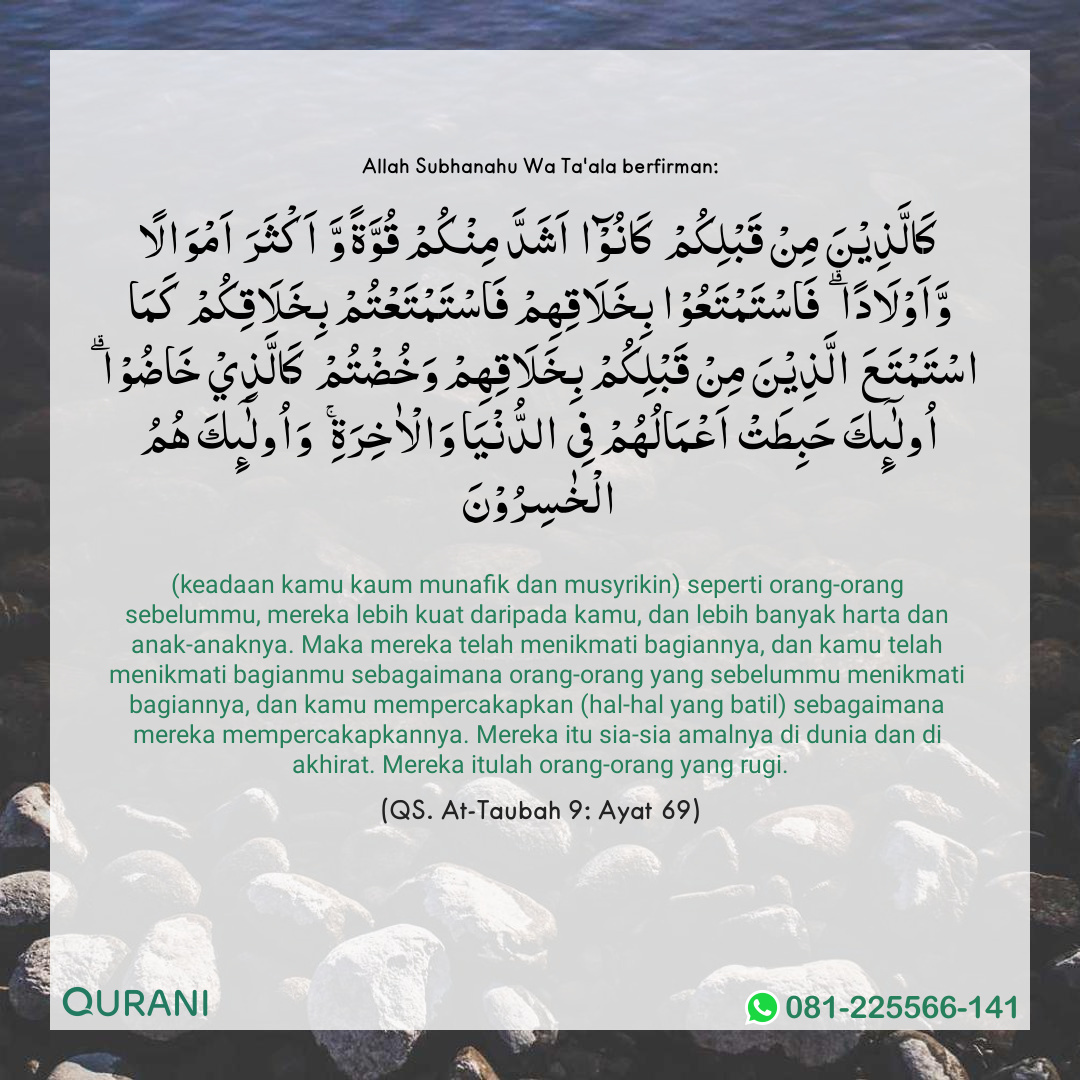 Allah Subhanahu Wa Ta'ala berfirman:
كَالَّذِيْنَ مِنْ قَبْلِكُمْ كَانُوْۤا اَشَدَّ مِنْكُمْ قُوَّةً وَّ اَكْثَرَ اَمْوَالًا
وَّاَوْلَادًا ۗ فَاسْتَمْتَعُوْا بِخَلَاقِهِمْ فَاسْتَمْتَعْتُمْ بِخَلَاقِكُمْ كَمَا
اسْتَمْتَعَ الَّذِيْنَ مِنْ قَبْلِكُمْ بِخَلَاقِهِمْ وَخُضْتُمْ كَالَّذِيْ خَاضُوْا ۗ
اُولٰٓئِكَ حَبِطَتْ اَعْمَالُهُمْ فِى الدُّنْيَا وَالْاٰخِرَةِ ۚ وَاُولٰٓئِكَ هُمُ
الْخٰسِرُوْنَ
(keadaan kamu kaum munafik dan musyrikin) seperti orang-orang
sebelummu, mereka lebih kuat daripada kamu, dan lebih banyak harta dan
anak-anaknya. Maka mereka telah menikmati bagiannya, dan kamu telah
menikmati bagianmu sebagaimana orang-orang yang sebelummu menikmati
bagiannya, dan kamu mempercakapkan (hal-hal yang batil) sebagaimana
mereka mempercakapkannya. Mereka itu sia-sia amalnya di dunia dan di
akhirat. Mereka itulah orang-orang yang rugi.
(QS. At-Taubah 9: Ayat 69)
QURANI
081-225566-141